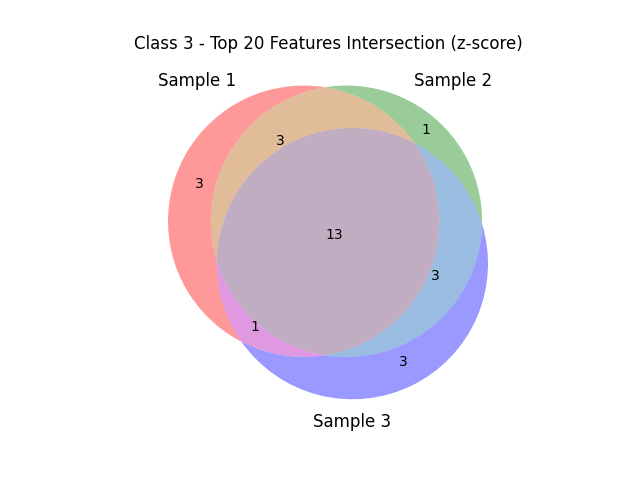 Class 3 - Top 20 Features Intersection (z-score)
Sample 1
Sample 2
1
3
3
13
3
1
3
Sample 3